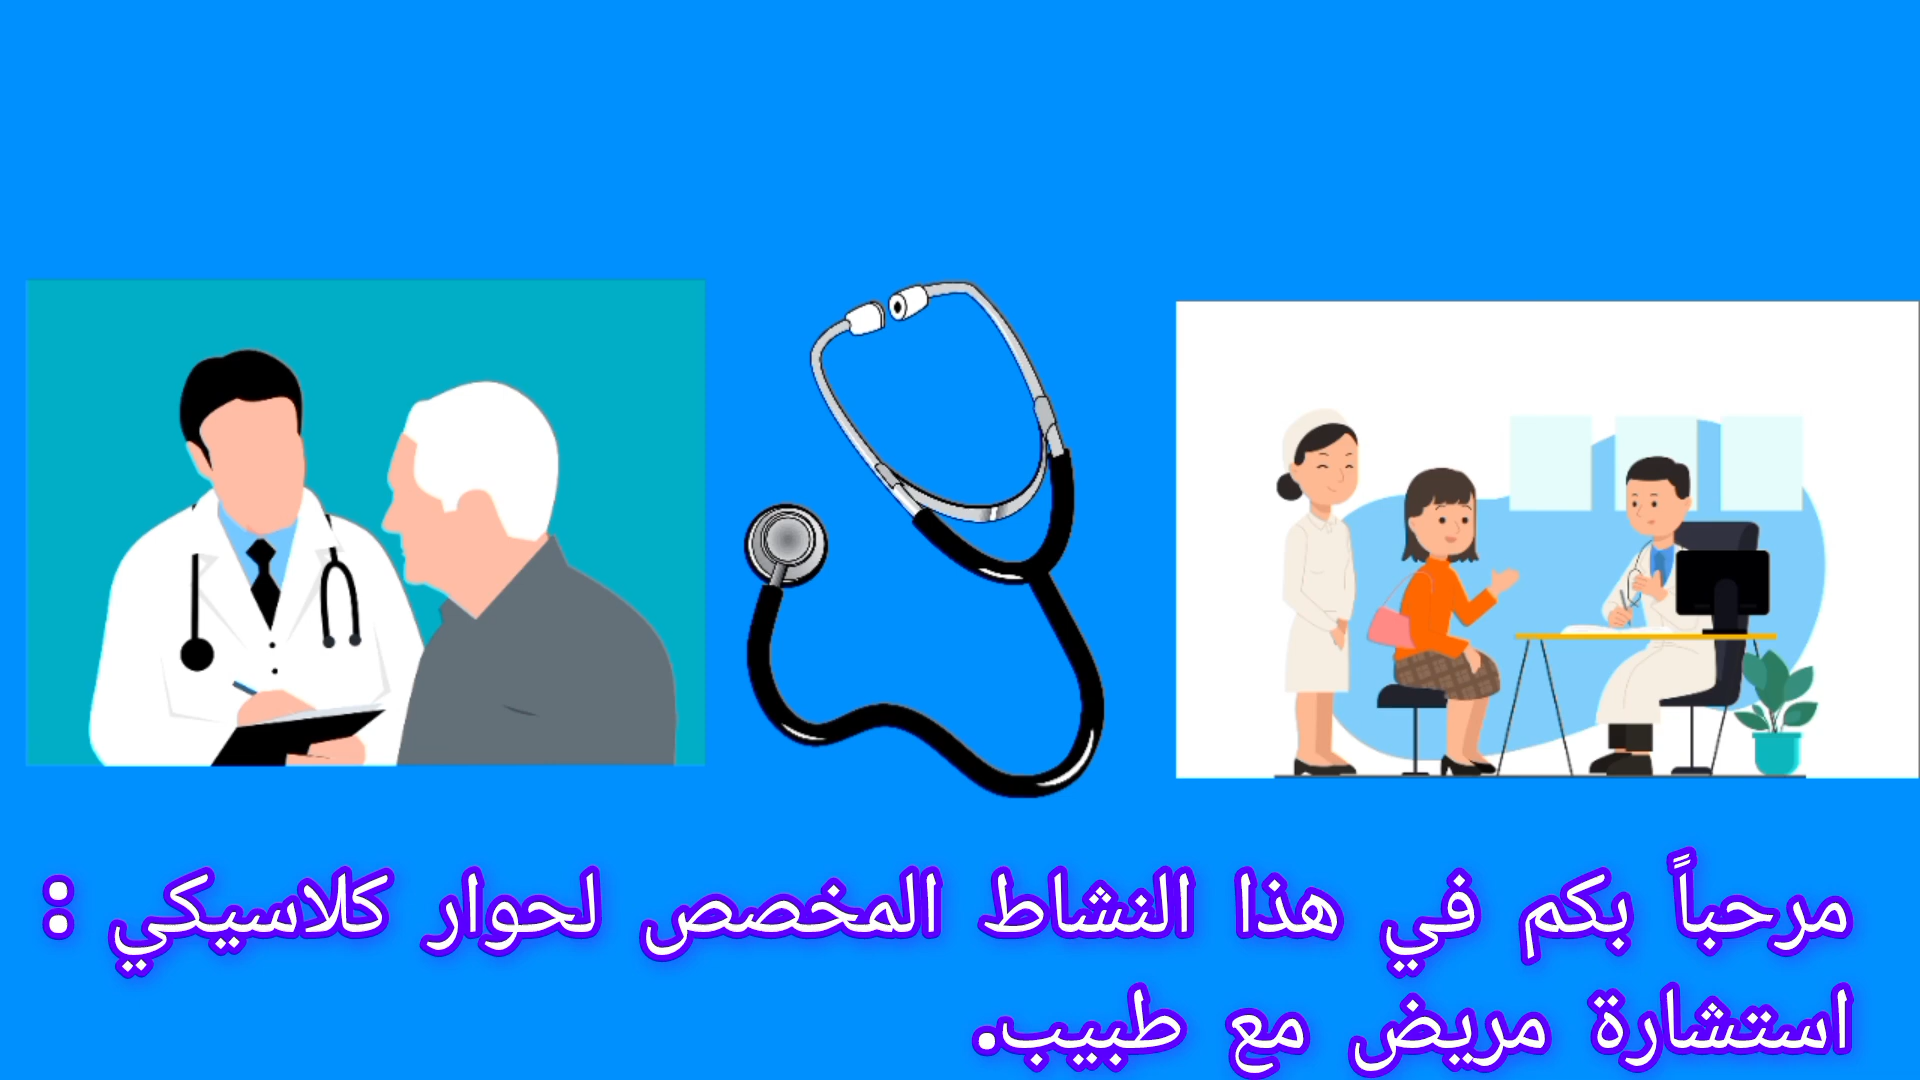 مرحباً بكم في هذا النشاط المخصص لحوار كلاسيكي :
استشارة مريض مع طبيب.